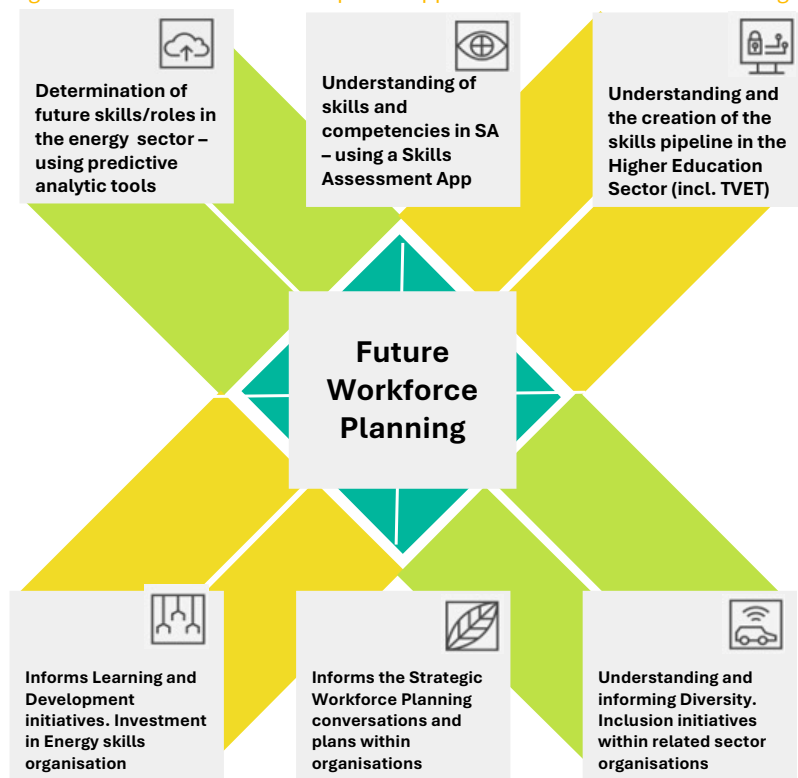 Determination of
future skills/roles in
the energy sector –
using predictive
analytic tools
Understanding of
skills and
competencies in SA
– using a Skills
Assessment App
Understanding and
the creation of the
skills pipeline in the
Higher Education
Sector (incl. TVET)
Future
Workforce
Planning
Informs Learning and
Development
initiatives. Investment
in Energy skills
organisation
Informs the Strategic
Workforce Planning
conversations and
plans within
organisations
Understanding and
informing Diversity.
Inclusion initiatives
within related sector
organisations